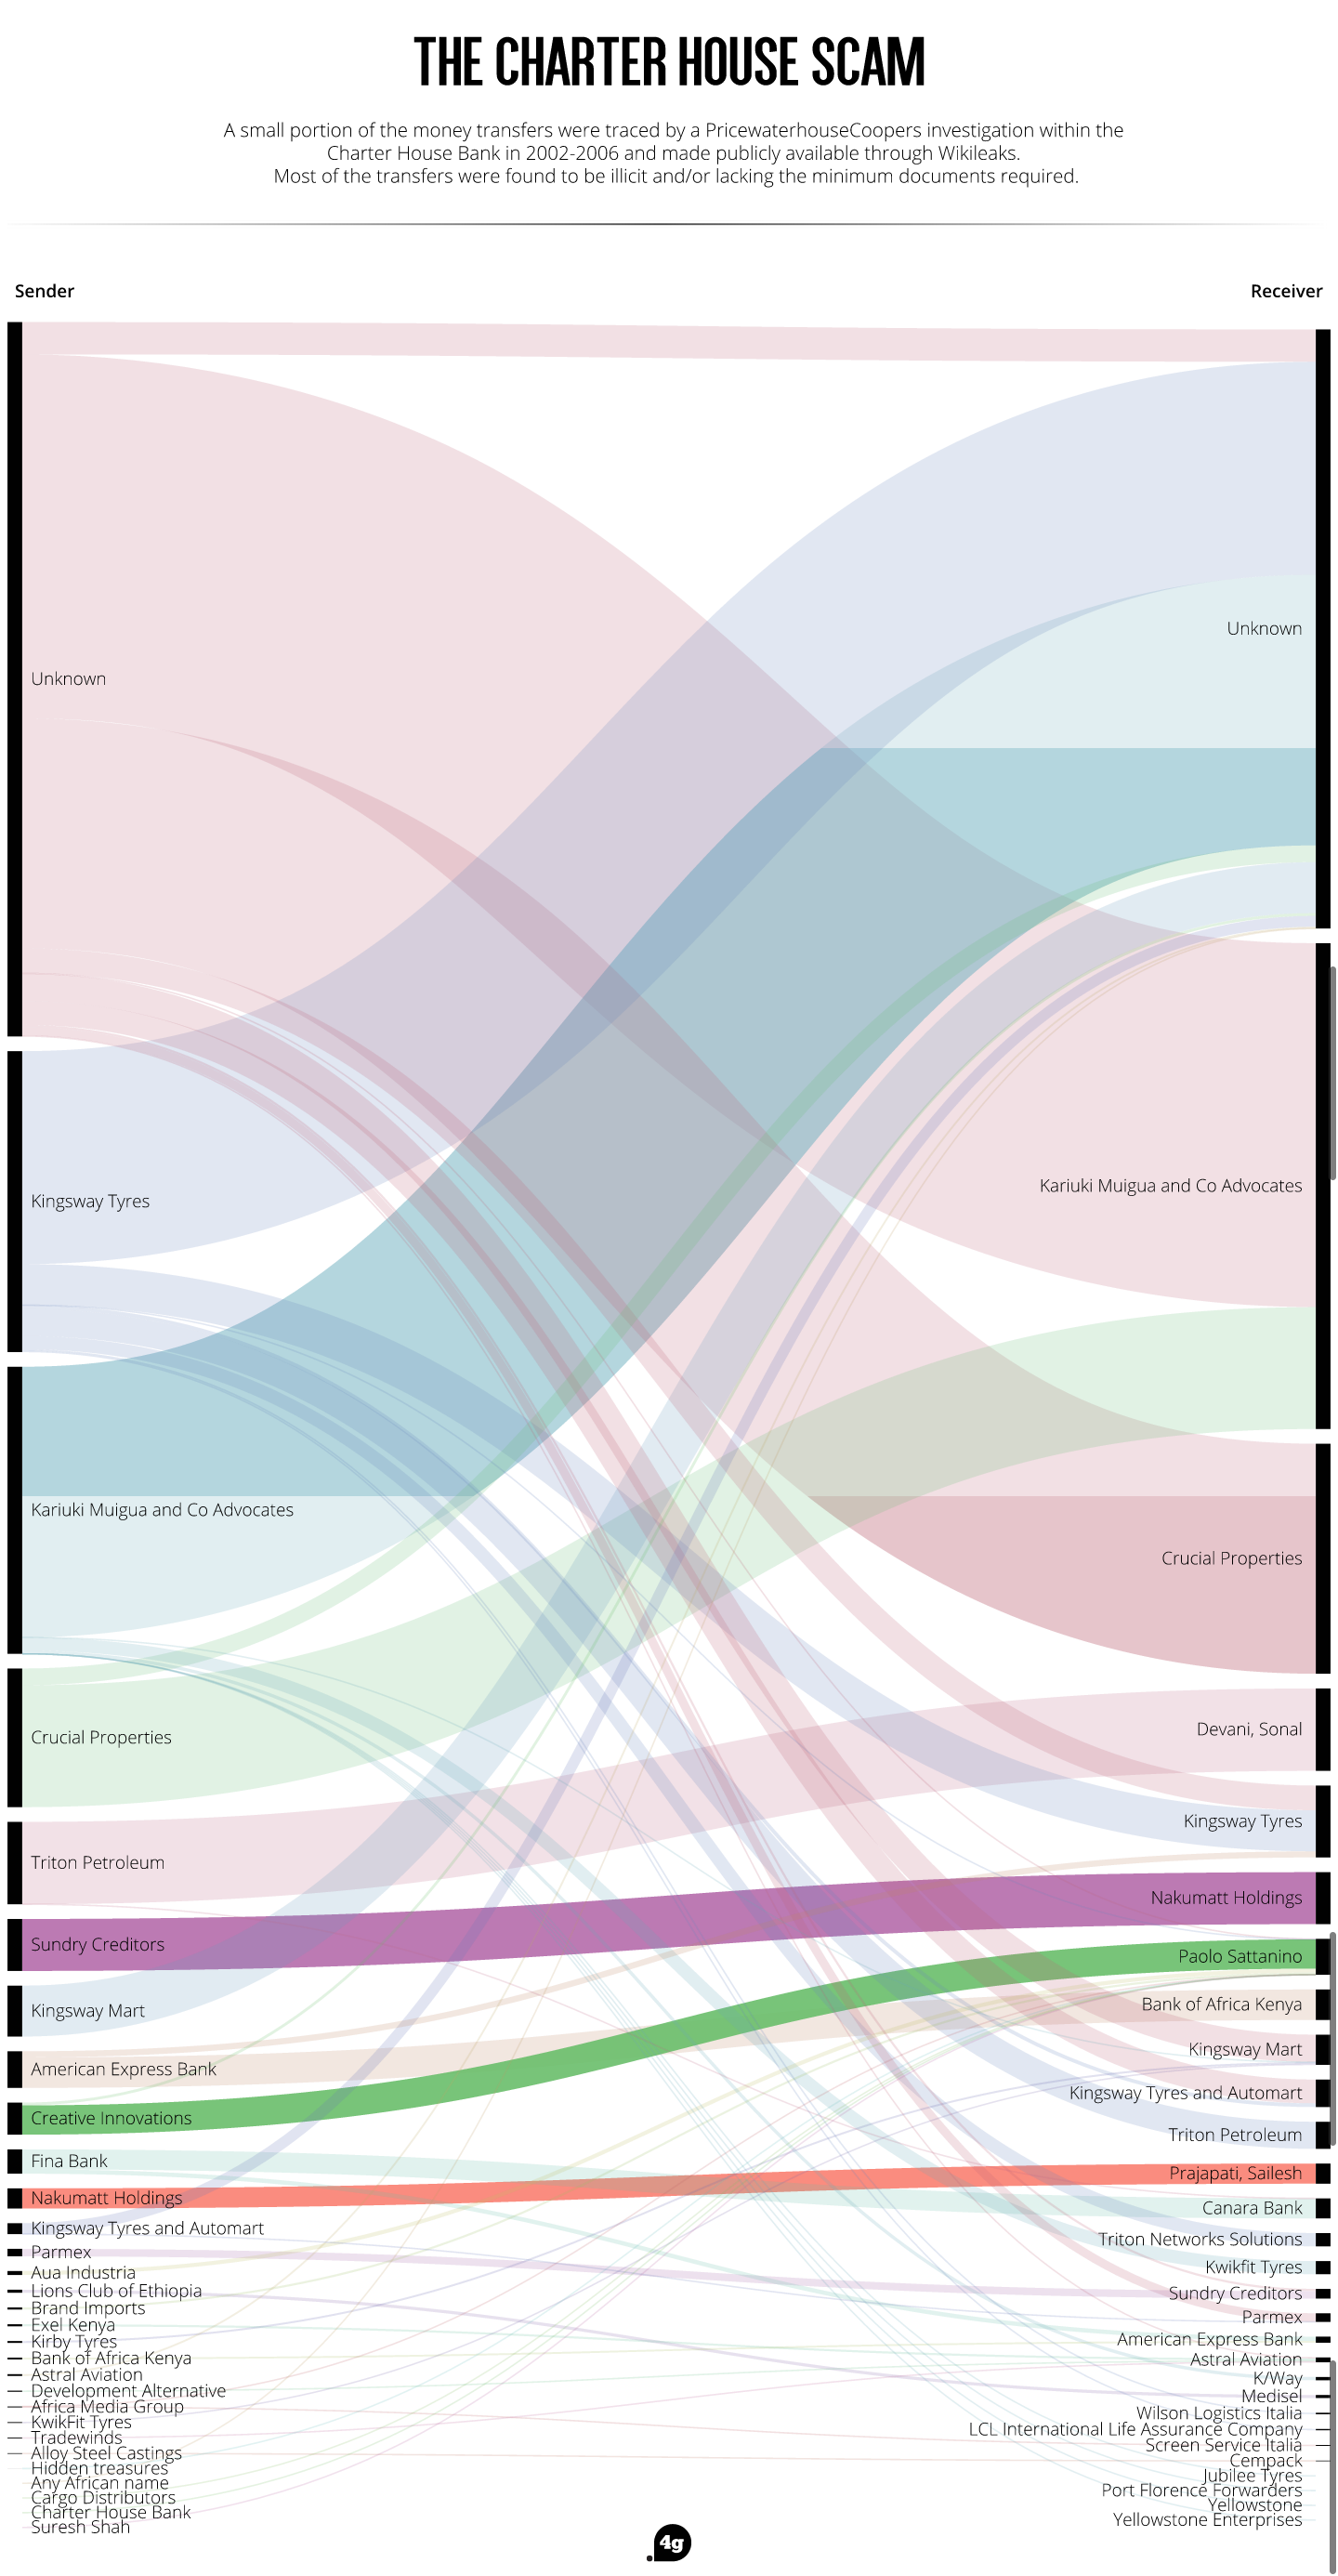 THE CHARTER HOUSE SCAM
A small portion of the money transfers were traced by a PricewaterhouseCoopers investigation within the
Charter House Bank in 2002-2006 and made publicly available through Wikileaks.
Most of the transfers were found to be illicit and/or lacking the minimum documents required.
Sender
Receiver
Unknown
Kingsway Tyres
Kariuki Muigua and Co Advocates
Crucial Properties
Triton Petroleum
Sundry Creditors
Kingsway Mart
American Express Bank
Creative Innovations
Fina Bank
Nakumatt Holdings
Kingsway Tyres and Automart
Parmex
Aua Industria
Lions Club of Ethiopia
Brand Imports
Exel Kenya
Kirby Tyres
Bank of Africa Kenya
Astral Aviation
Development Alternative
Africa Media Group
KwikFit Tyres
Tradewinds
Alloy Steel Castings
Hidden treasures
Any African name
Cargo Distributors
Charter House Bank
Suresh Shah
Unknown
Kariuki Muigua and Co Advocates
Crucial Properties
Devani, Sonal
Kingsway Tyres
Nakumatt Holdings
Paolo Sattanino
Bank of Africa Kenya
Kingsway Mart
Kingsway Tyres and Automart
Triton Petroleum
Prajapati, Sailesh
Canara Bank
Triton Networks Solutions
Kwikfit Tyres
Sundry Creditors
Parmex
American Express Bank
Astral Aviation
K/Way
Medisel
Wilson Logistics Italia
LCL International Life Assurance Company
Screen Service Italia
Cempack
Jubilee Tyres
Port Florence Forwarders
Yellowstone
Yellowstone Enterprises
4g